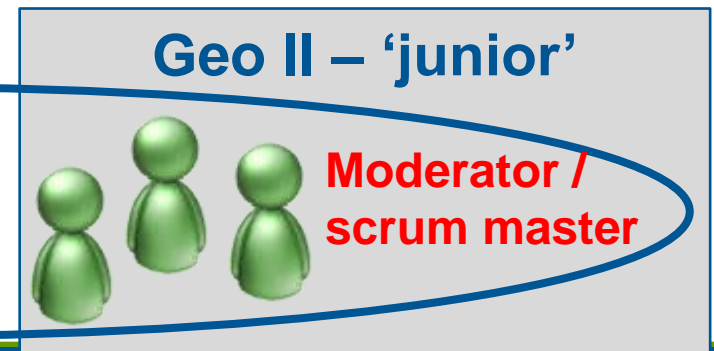 Geo II – ‘junior’
Moderator /
scrum master